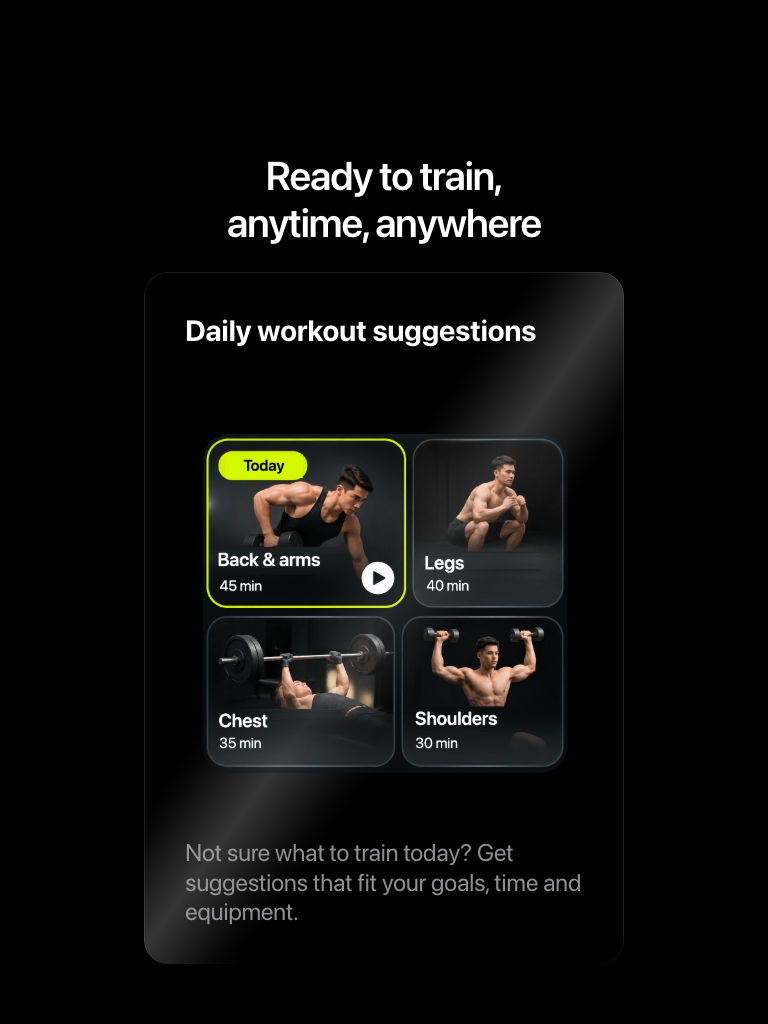 Ready to train,
anytime, anywhere
Daily workout suggestions
Today
Back & arms
45 min
Legs
40 min
Chest
35 min
Shoulders
30 min
Not sure what to train today? Get
suggestions that fit your goals, time and
equipment.